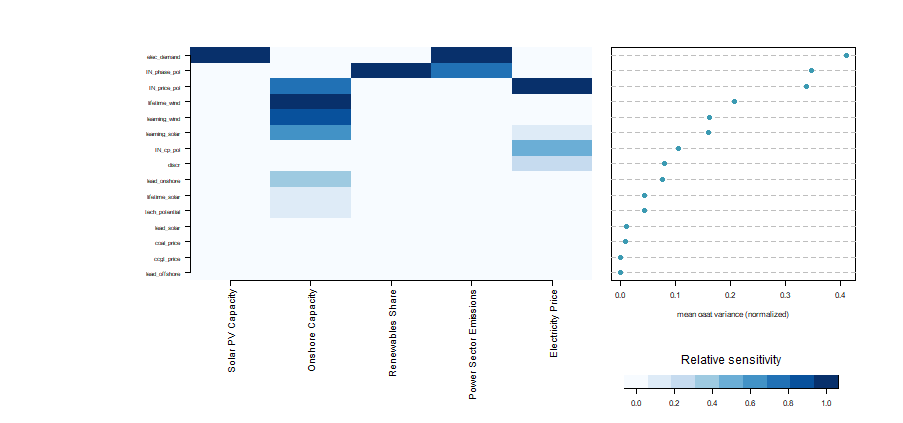 elec_demand
IN_phase_pol
IN_price_pol
lifetime_wind
learning_wind
learning_solar
IN_cp_pol
discr
lead_onshore
lifetime_solar
tech_potential
lead_solar
coal_price
ccgt_price
lead_offshore
Solar PV Capacity
Onshore Capacity
Renewables Share
Power Sector Emissions
Electricity Price
0.0 0.1 0.2 0.3 0.4
mean oaat variance (normalized)
Relative sensitivity
0.0 0.2 0.4 0.6 0.8 1.0